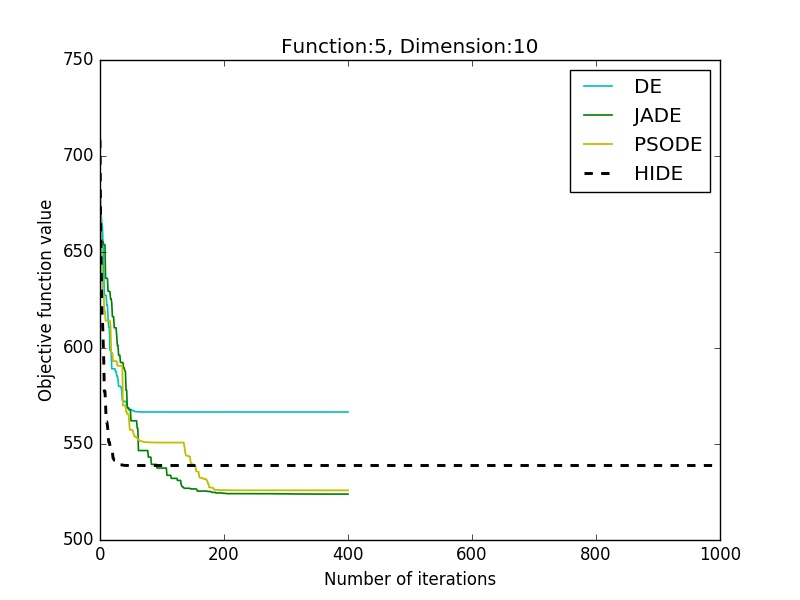 Function:5, Dimension:10
750
700
650
600
550
500
0
200
400
600
800
1000
Objective function value
Number of iterations
DE
JADE
PSODE
HIDE